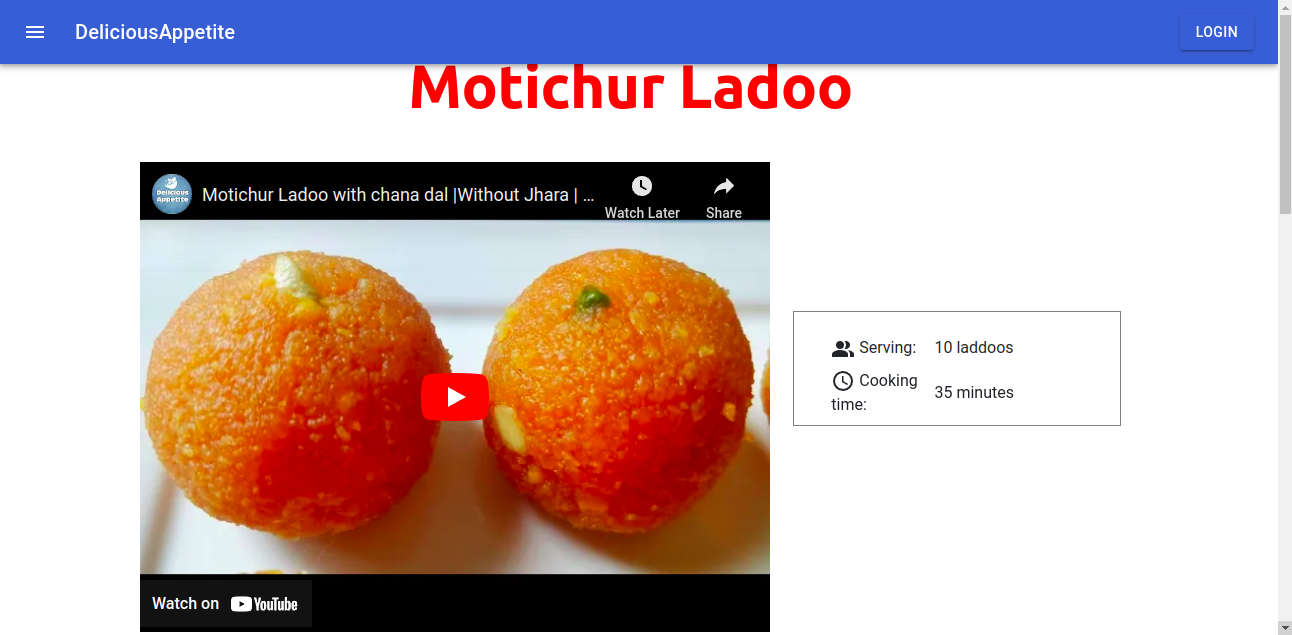 DeliciousAppetite
LOGIN
Motichur Ladoo
Delicious
Appetite
Motichur Ladoo with chana dal |Without Jhara | ...
Watch Later
Share
Serving: 10 laddoos
Cooking time: 35 minutes
Watch on YouTube